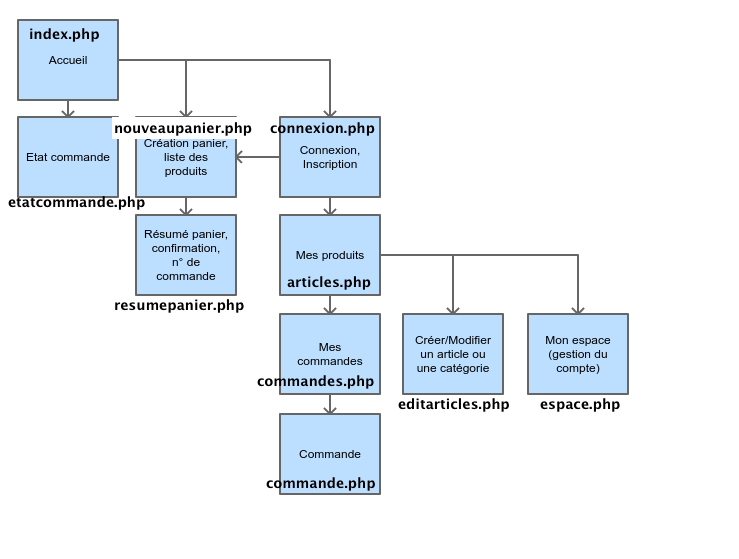 index.php
Accueil
nouveaupanier.php
connexion.php
Etat commande
etatcommande.php
Création panier,
liste des
produits
Connexion,
Inscription
Résumé panier,
confirmation,
n° de
commande
resumepanier.php
Mes produits
articles.php
Mes
commandes
commandes.php
Créer/Modifier
un article ou
une catégorie
editarticles.php
Mon espace
(gestion du
compte)
espace.php
Commande
commande.php